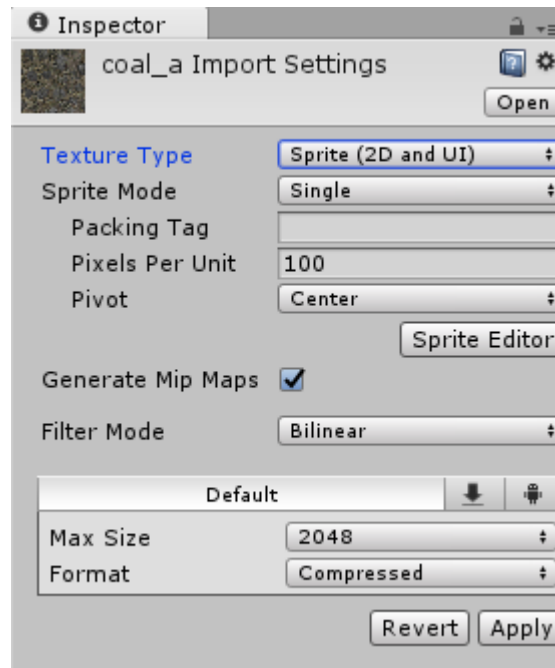 Inspector
coal_a Import Settings
Open
Texture Type Sprite (2D and UI)
Sprite Mode Single
Packing Tag
Pixels Per Unit 100
Pivot Center
Sprite Editor
Generate Mip Maps
Filter Mode Bilinear
Default
Max Size 2048
Format Compressed
Revert Apply